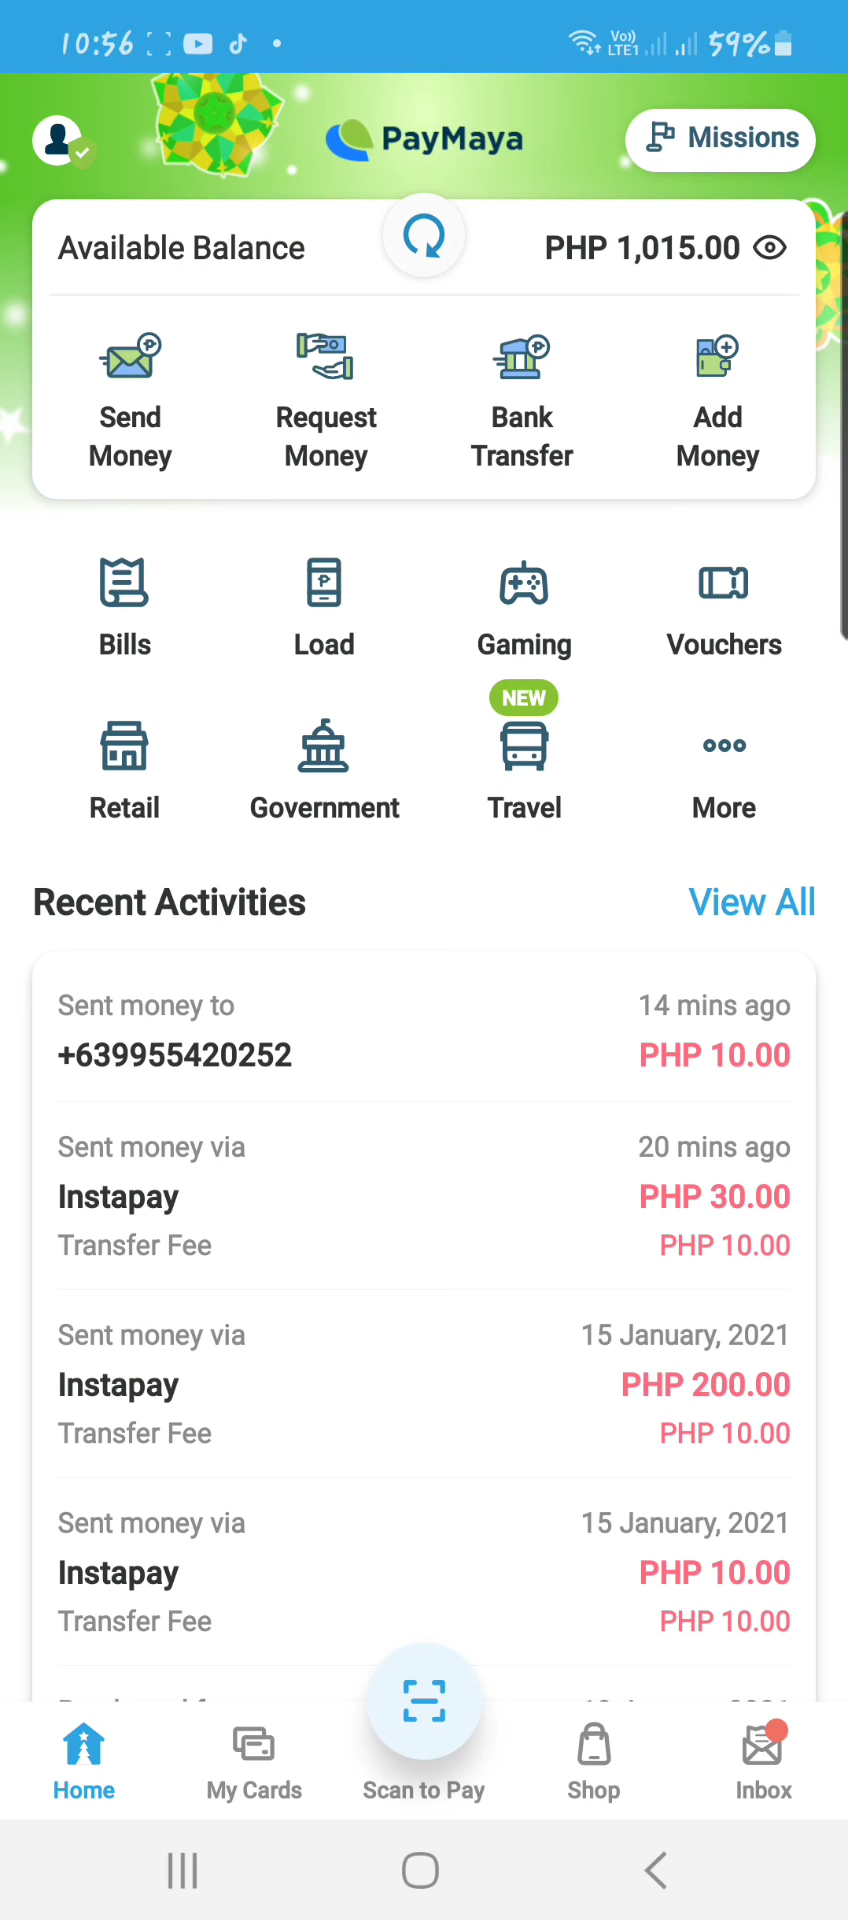 10:56
Vo))
LTE1
59%
PayMaya
Missions
Available Balance
PHP 1,015.00
Send Money
Request Money
Bank Transfer
Add Money
Bills
Load
Gaming
Vouchers
NEW
Retail
Government
Travel
More
Recent Activities
View All
Sent money to
14 mins ago
+639955420252
PHP 10.00
Sent money via
20 mins ago
Instapay
PHP 30.00
Transfer Fee
PHP 10.00
Sent money via
15 January, 2021
Instapay
PHP 200.00
Transfer Fee
PHP 10.00
Sent money via
15 January, 2021
Instapay
PHP 10.00
Transfer Fee
PHP 10.00
Home
My Cards
Scan to Pay
Shop
Inbox